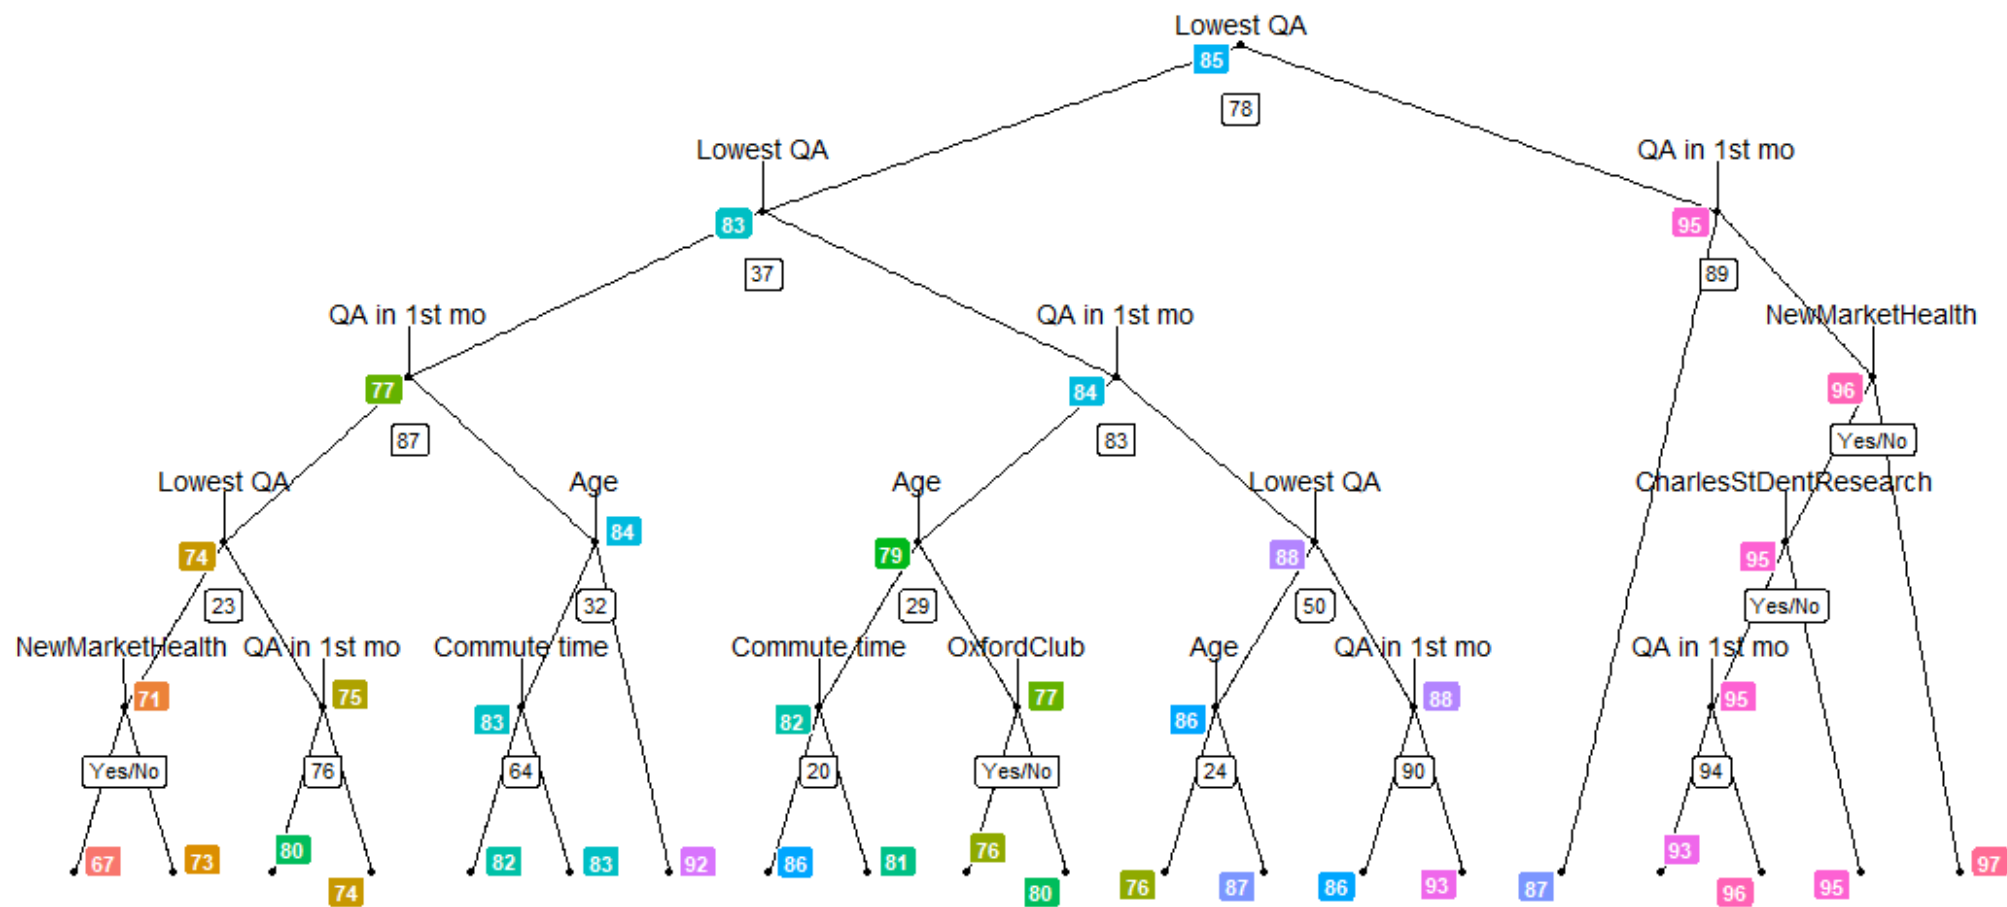 Lowest QA
85
78
Lowest QA
QA in 1st mo
83
95
37
89
QA in 1st mo
QA in 1st mo
NewMarketHealth
77
84
96
87
83
Yes/No
Lowest QA
Age
Age
Lowest QA
CharlesStDentResearch
74
84
79
88
95
23
32
29
50
Yes/No
NewMarketHealth
QA in 1st mo
Commute time
Commute time
OxfordClub
Age
QA in 1st mo
QA in 1st mo
71
75
83
82
77
86
88
95
Yes/No
76
64
20
Yes/No
24
90
94
67
73
80
74
82
83
92
86
81
76
80
76
87
86
93
87
93
96
95
97